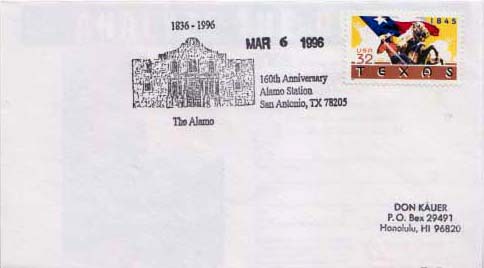 1836 - 1996
MAR 6 1996
1845
USA
32
TEXAS
160th Anniversary
Alamo Station
San Antonio, TX 78205
The Alamo
DON KAUER
P.O. Box 29491
Honolulu, HI 96820